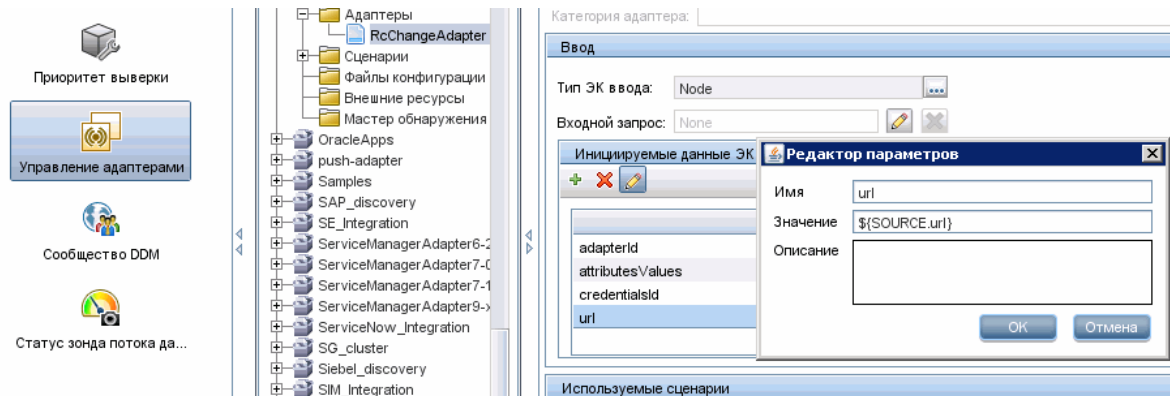 Приоритет выверки
Управление адаптерами
Сообщество DDM
Статус зонда потока да...
Адаптеры
RcChangeAdapter
Сценарии
Файлы конфигурации
Внешние ресурсы
Мастер обнаружения
OracleApps
push-adapter
Samples
SAP_discovery
SE_Integration
ServiceManagerAdapter6-2
ServiceManagerAdapter7-0
ServiceManagerAdapter7-1
ServiceManagerAdapter9-x
ServiceNow_Integration
SG_cluster
Siebel_discovery
SIM Integration
Категория адаптера:
Ввод
Тип ЭК ввода: Node ...
Входной запрос: None
Инициируемые данные ЭК
adapterId
attributesValues
credentialsId
url
Редактор параметров
Имя url
Значение ${SOURCE.url}
Описание
OK Отмена
Используемые сценарии